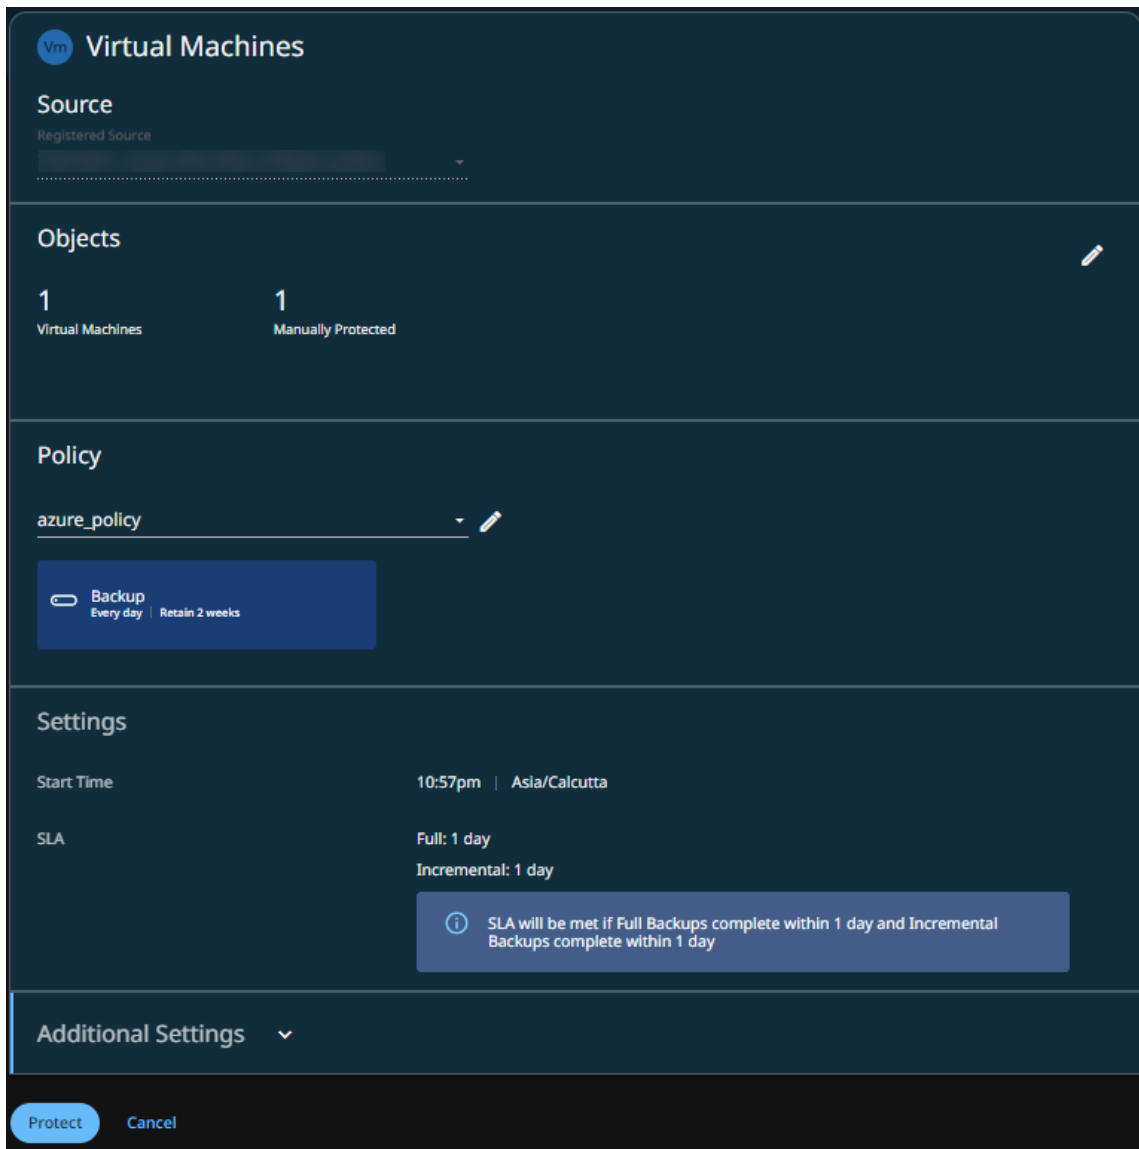 Vm Virtual Machines
Source
Registered Source
Objects
1 1
Virtual Machines Manually Protected
Policy
azure_policy
Backup
Every day | Retain 2 weeks
Settings
Start Time 10:57pm | Asia/Calcutta
SLA Full: 1 day
Incremental: 1 day
SLA will be met if Full Backups complete within 1 day and Incremental
Backups complete within 1 day
Additional Settings
Protect Cancel